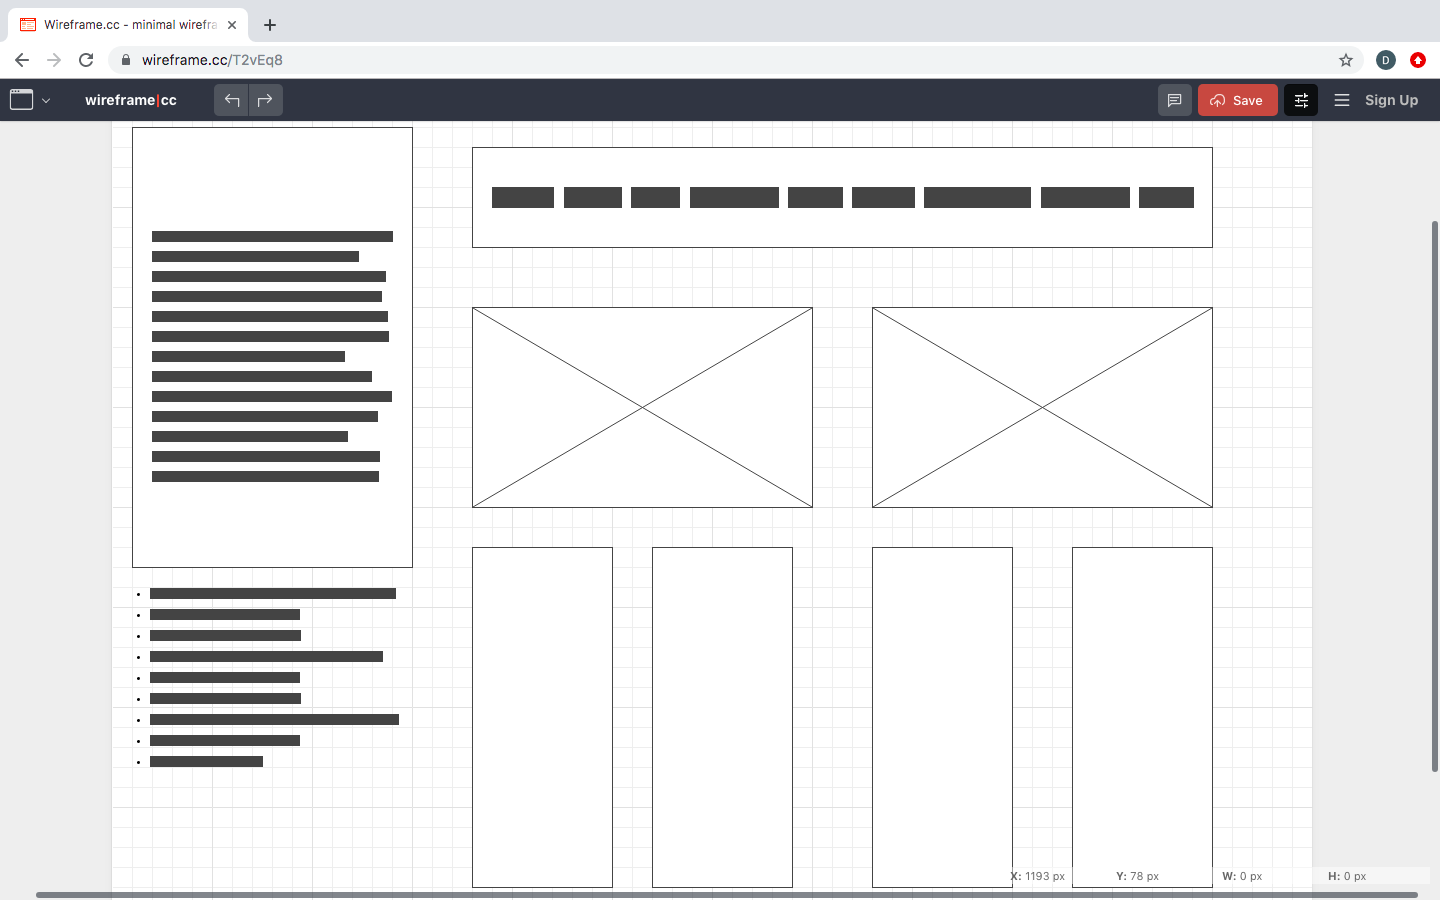 Wireframe.cc - minimal wirefra
wireframe.cc/T2vEq8
D
wireframe|cc
Save
Sign Up
X: 1193 px Y: 78 px W: 0 px H: 0 px